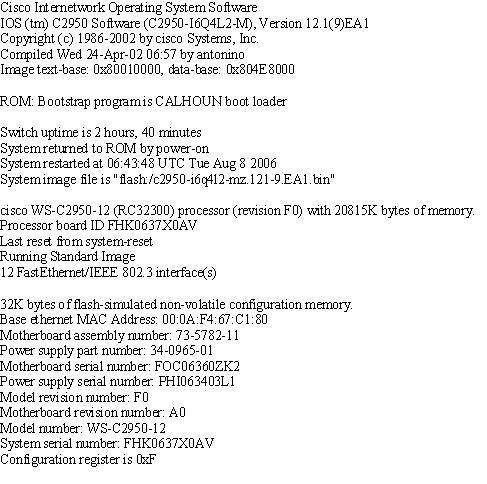 Cisco Internetwork Operating System Software
IOS (tm) C2950 Software (C2950-I6Q4L2-M), Version 12.1(9)EA1
Copyright (c) 1986-2002 by cisco Systems, Inc.
Compiled Wed 24-Apr-02 06:57 by antonino
Image text-base: 0x80010000, data-base: 0x804E8000
ROM: Bootstrap program is CALHOUN boot loader
Switch uptime is 2 hours, 40 minutes
System returned to ROM by power-on
System restarted at 06:43:48 UTC Tue Aug 8 2006
System image file is "flash:/c2950-i6q4l2-mz.121-9.EA1.bin"
cisco WS-C2950-12 (RC32300) processor (revision F0) with 20815K bytes of memory.
Processor board ID FHK0637X0AV
Last reset from system-reset
Running Standard Image
12 FastEthernet/IEEE 802.3 interface(s)
32K bytes of flash-simulated non-volatile configuration memory.
Base ethernet MAC Address: 00:0A:F4:67:C1:80
Motherboard assembly number: 73-5782-11
Power supply part number: 34-0965-01
Motherboard serial number: FOC06360ZK2
Power supply serial number: PHI063403L1
Model revision number: F0
Motherboard revision number: A0
Model number: WS-C2950-12
System serial number: FHK0637X0AV
Configuration register is 0xF